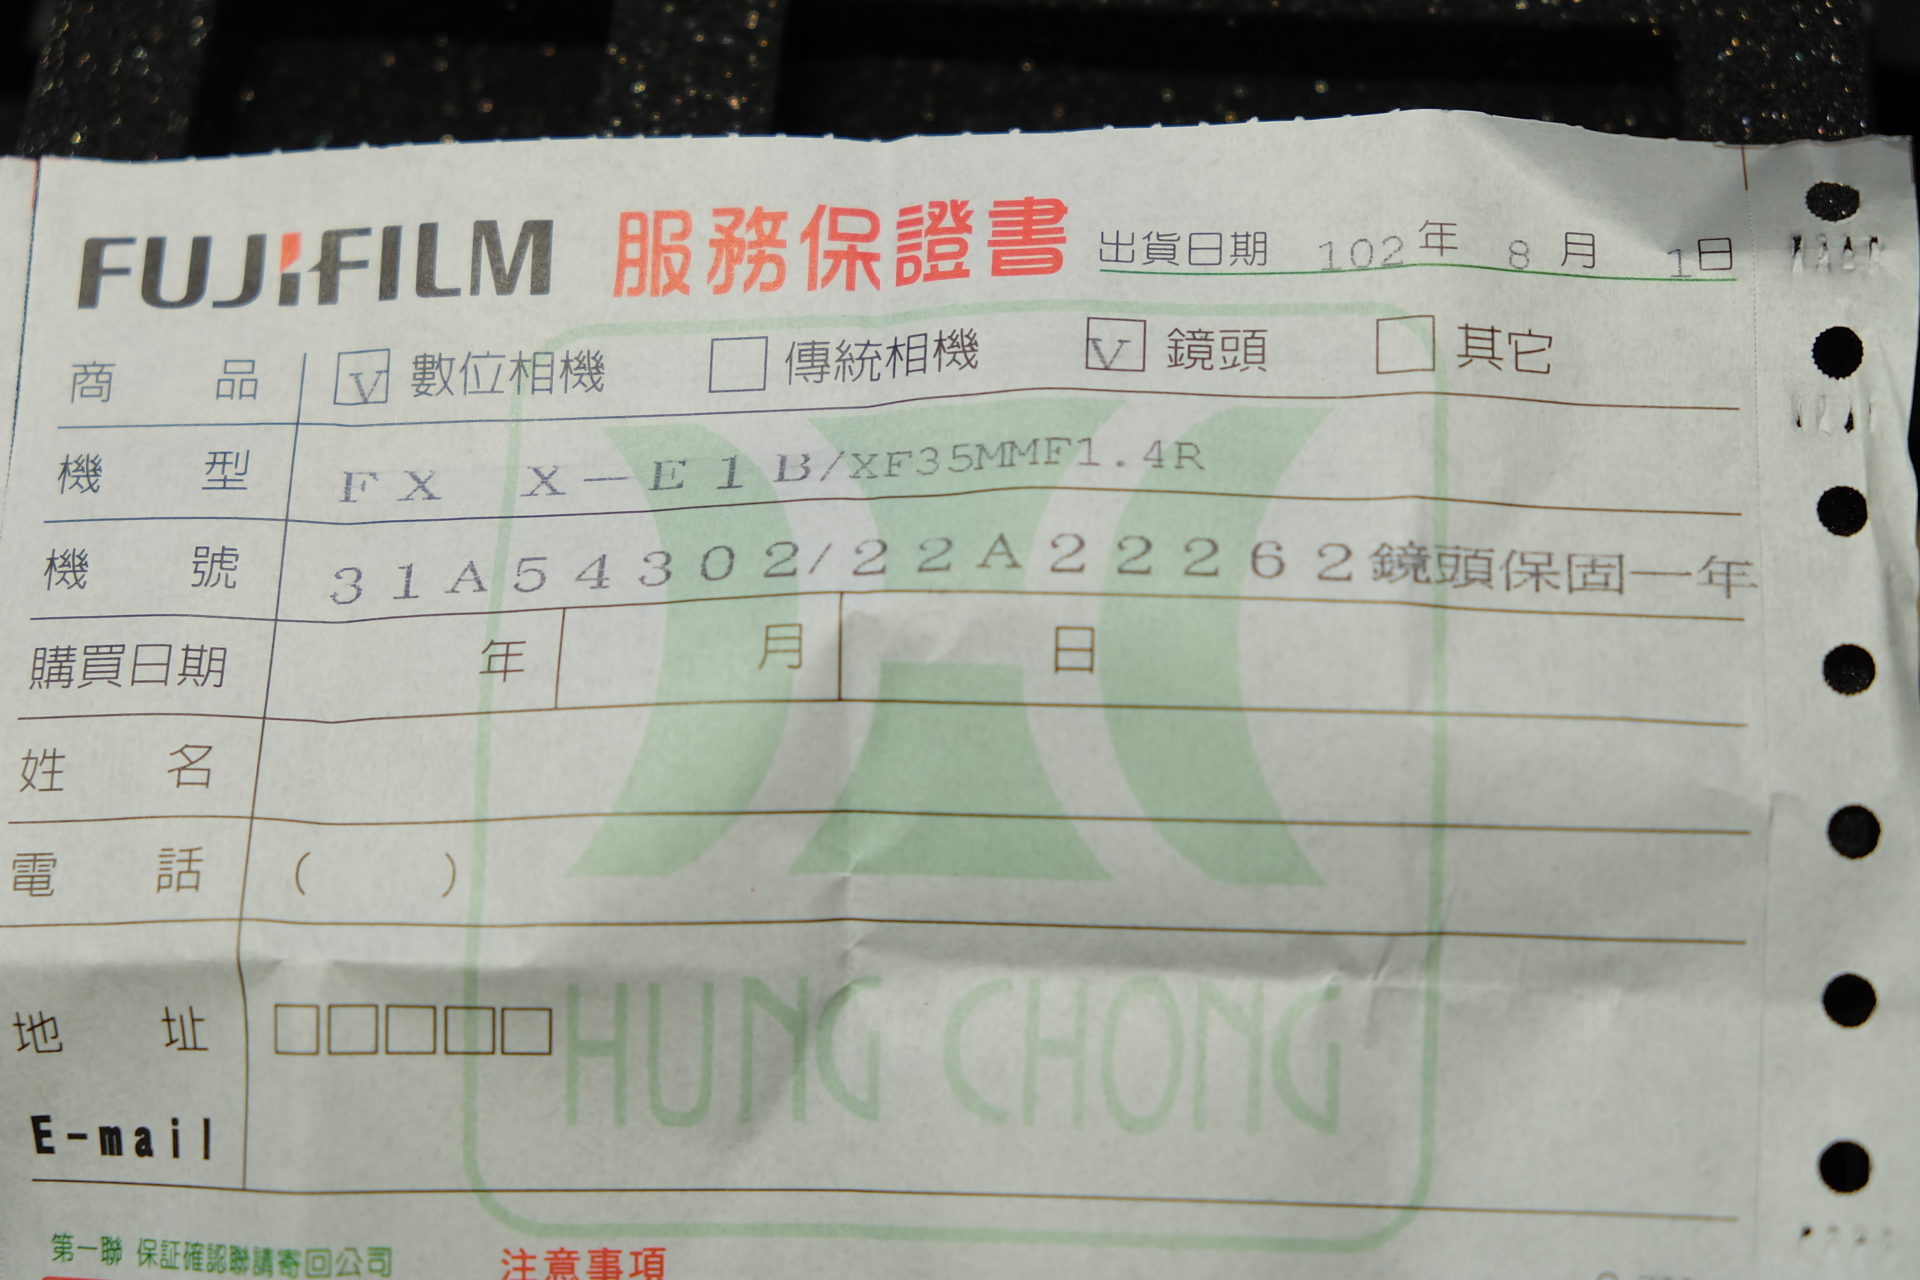 FUJIFILM 服務保證書 出貨日期 102年 8月 1日
商品 V 數位相機 傳統相機 V 鏡頭 其它
機型 FX X-E1B/XF35MMF1.4R
機號 31A54302/22A22262鏡頭保固一年
購買日期 年 月 日
姓名
電話 ( )
地址 □□□□□
HUNG CHONG
E-mail
第一聯 保証確認聯請寄回公司 注意事項